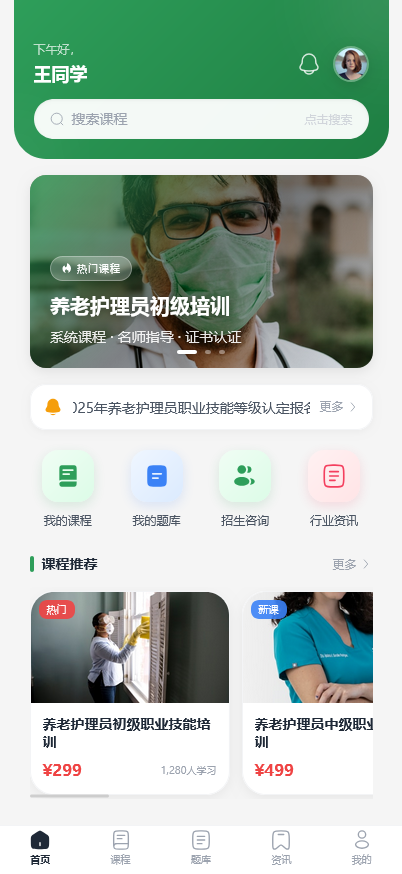 下午好,
王同学
搜索课程
点击搜索
热门课程
养老护理员初级培训
系统课程 · 名师指导 · 证书认证
025年养老护理员职业技能等级认定报名
更多
我的课程
我的题库
招生咨询
行业资讯
课程推荐
更多
热门
新课
养老护理员初级职业技能培训
¥299
1,280人学习
养老护理员中级职业
训
¥499
首页
课程
题库
资讯
我的